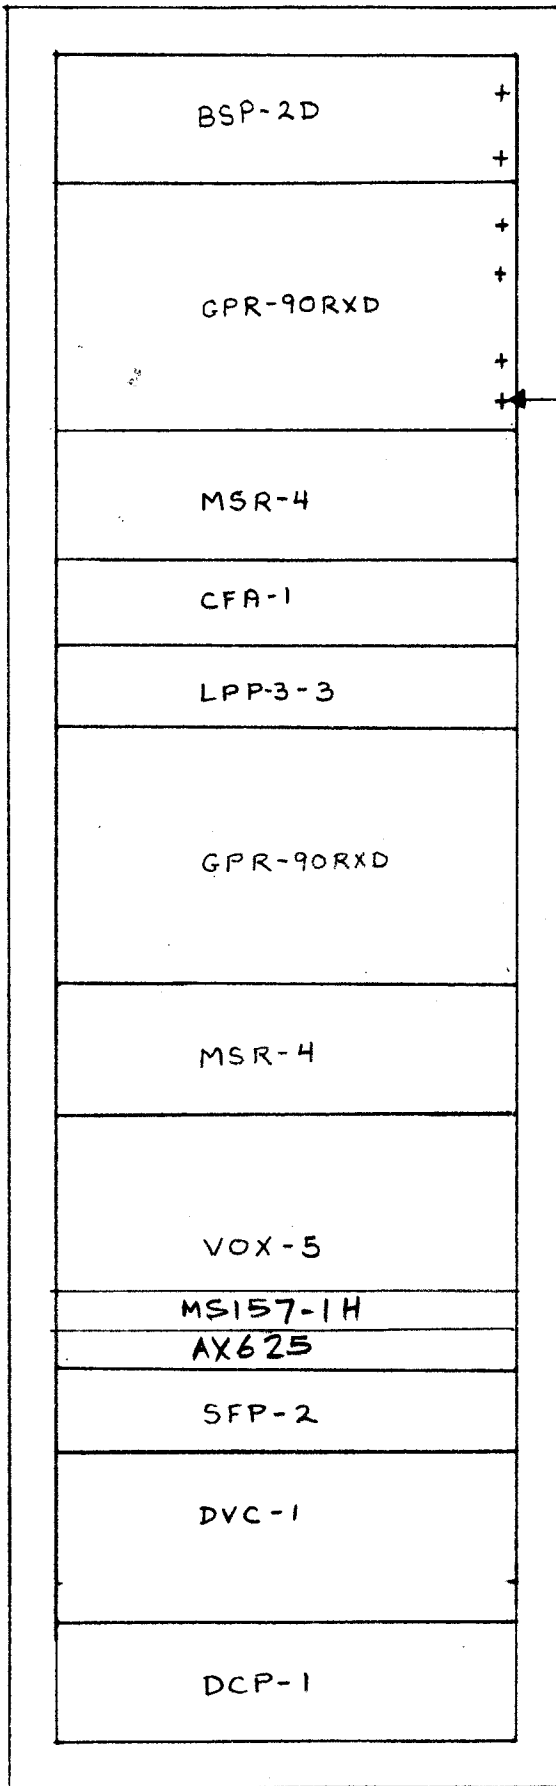 BSP-2D
GPR-90RXD
MSR-4
CFA-1
LPP-3-3
GPR-90RXD
MSR-4
VOX-5
MS157-1H
AX625
SFP-2
DVC-1
DCP-1